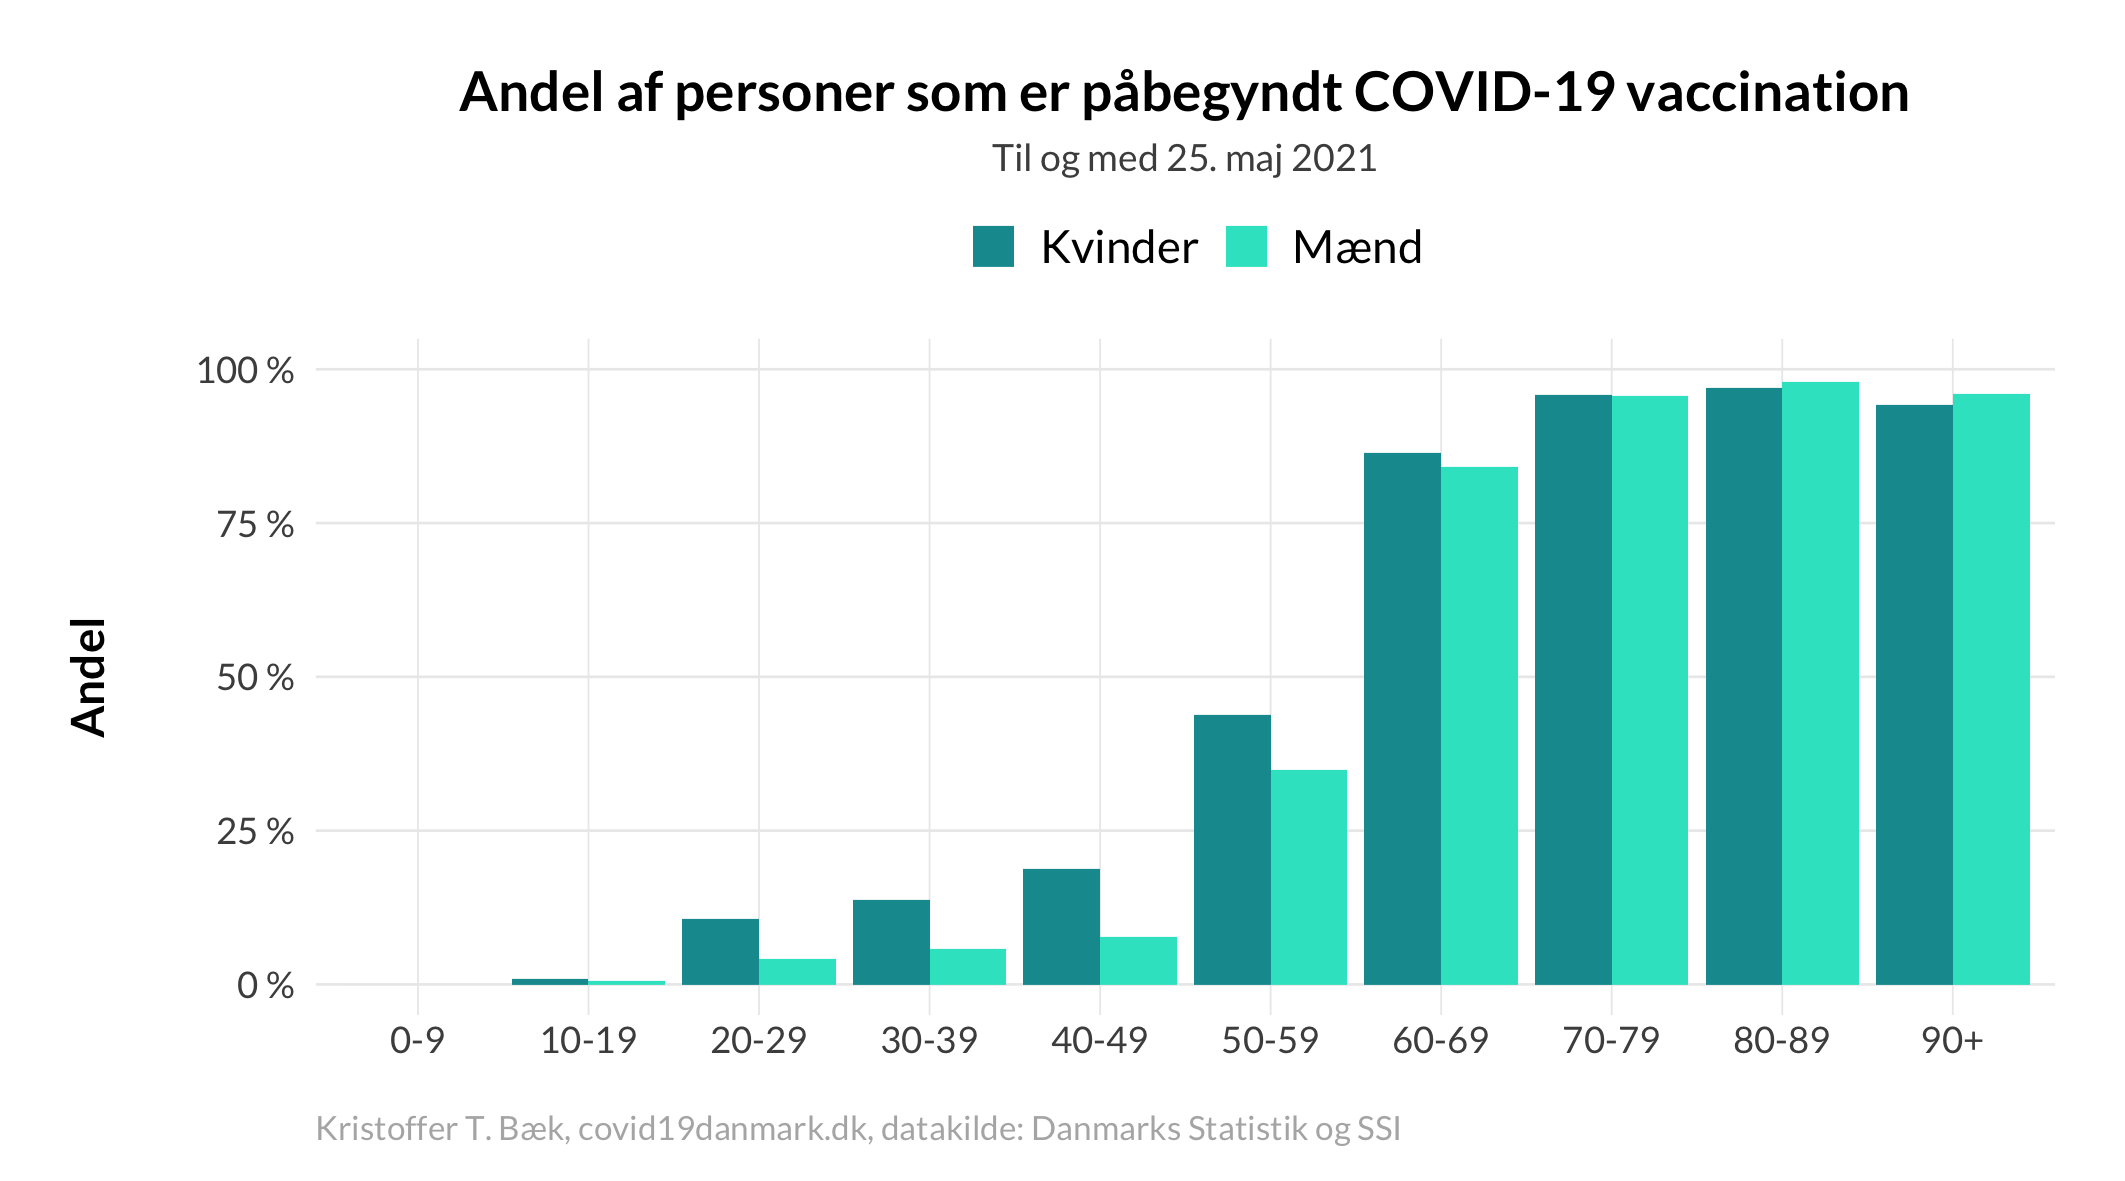 Andel af personer som er påbegyndt COVID-19 vaccination
Til og med 25. maj 2021
Kvinder Mænd
Andel
100 %
75 %
50 %
25 %
0 %
0-9 10-19 20-29 30-39 40-49 50-59 60-69 70-79 80-89 90+
Kristoffer T. Bæk, covid19danmark.dk, datakilde: Danmarks Statistik og SSI